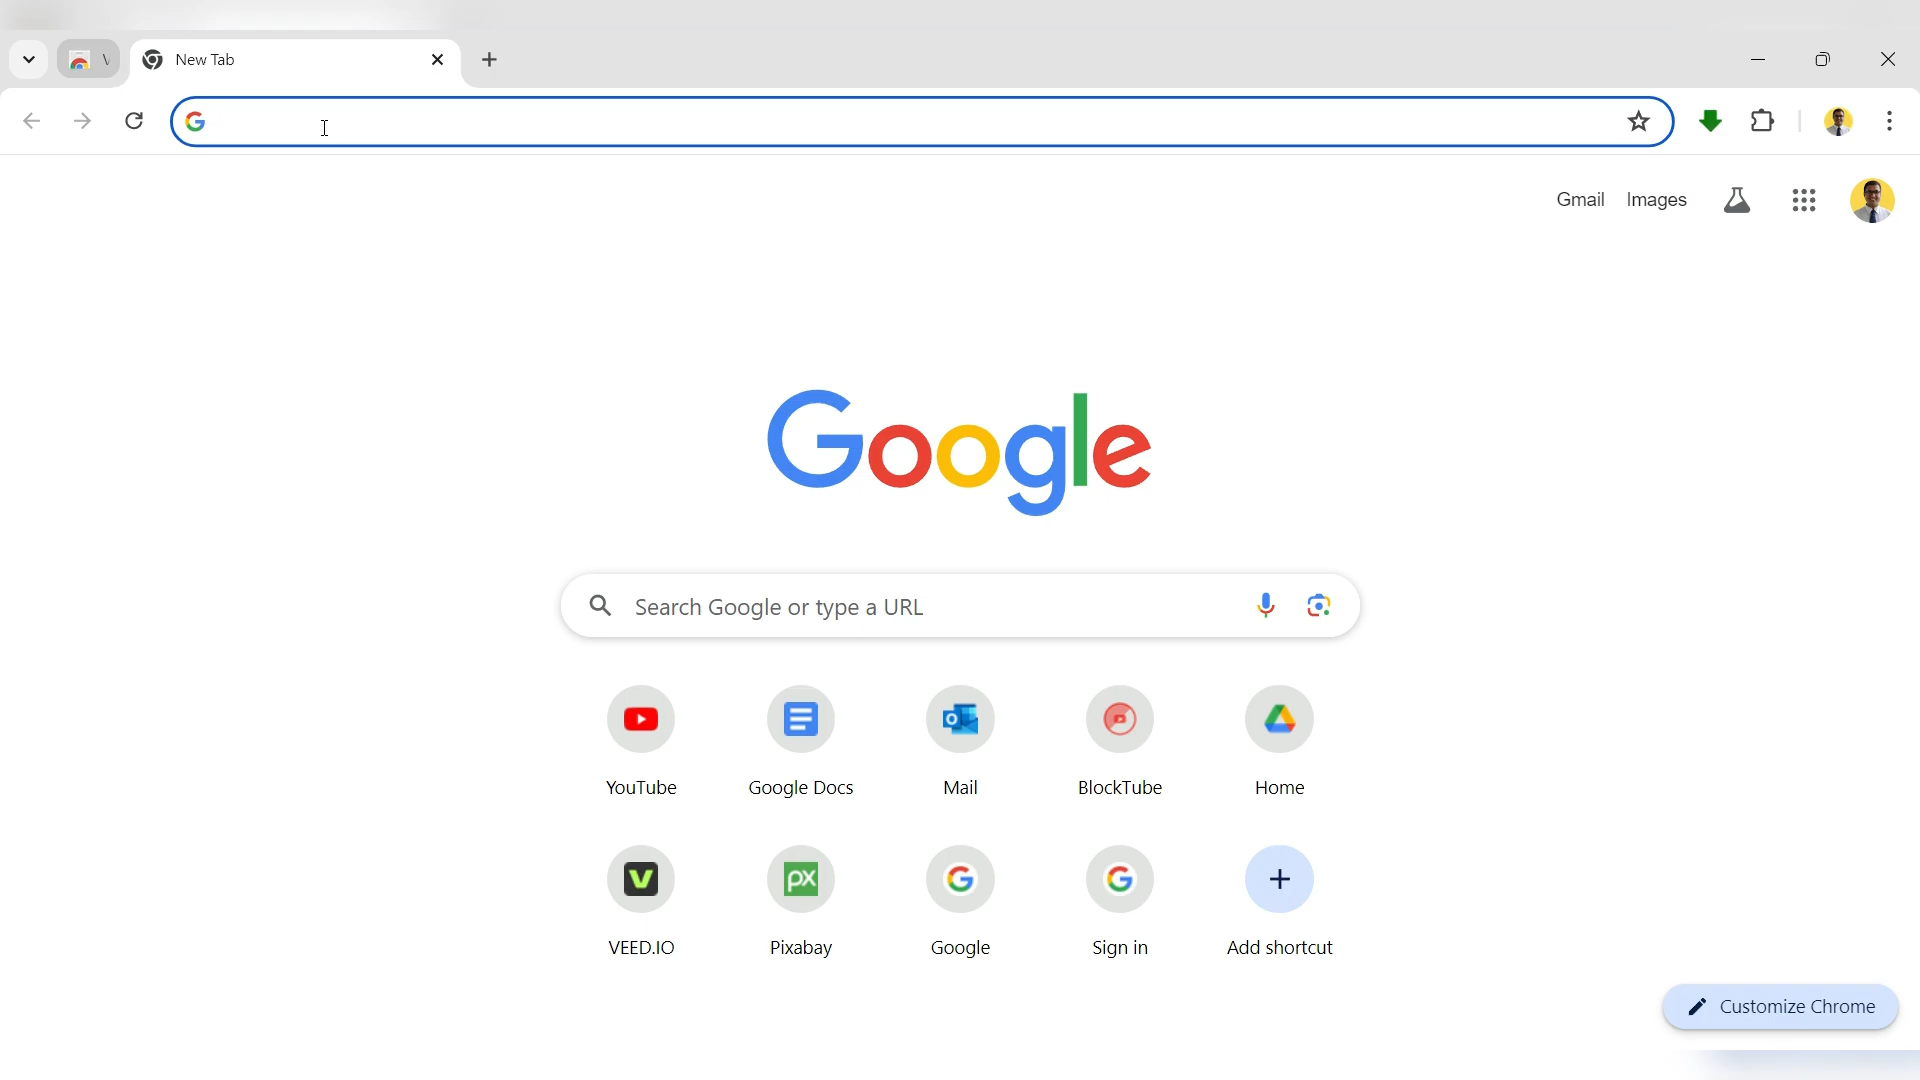 New Tab
Gmail Images
Google
Search Google or type a URL
YouTube
Google Docs
Mail
BlockTube
Home
VEED.IO
Pixabay
Google
Sign in
Add shortcut
Customize Chrome